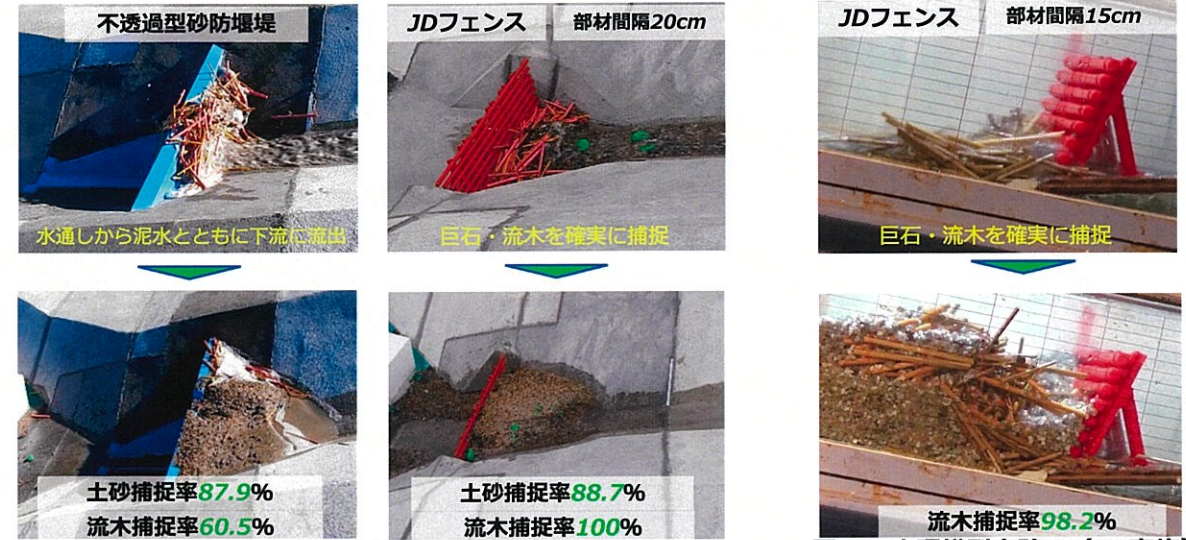 不透過型砂防堰堤
JDフェンス 部材間隔20cm
JDフェンス 部材間隔15cm
水通しから泥水とともに下流に流出
巨石・流木を確実に捕捉
巨石・流木を確実に捕捉
土砂捕捉率87.9%
流木捕捉率60.5%
土砂捕捉率88.7%
流木捕捉率100%
流木捕捉率98.2%